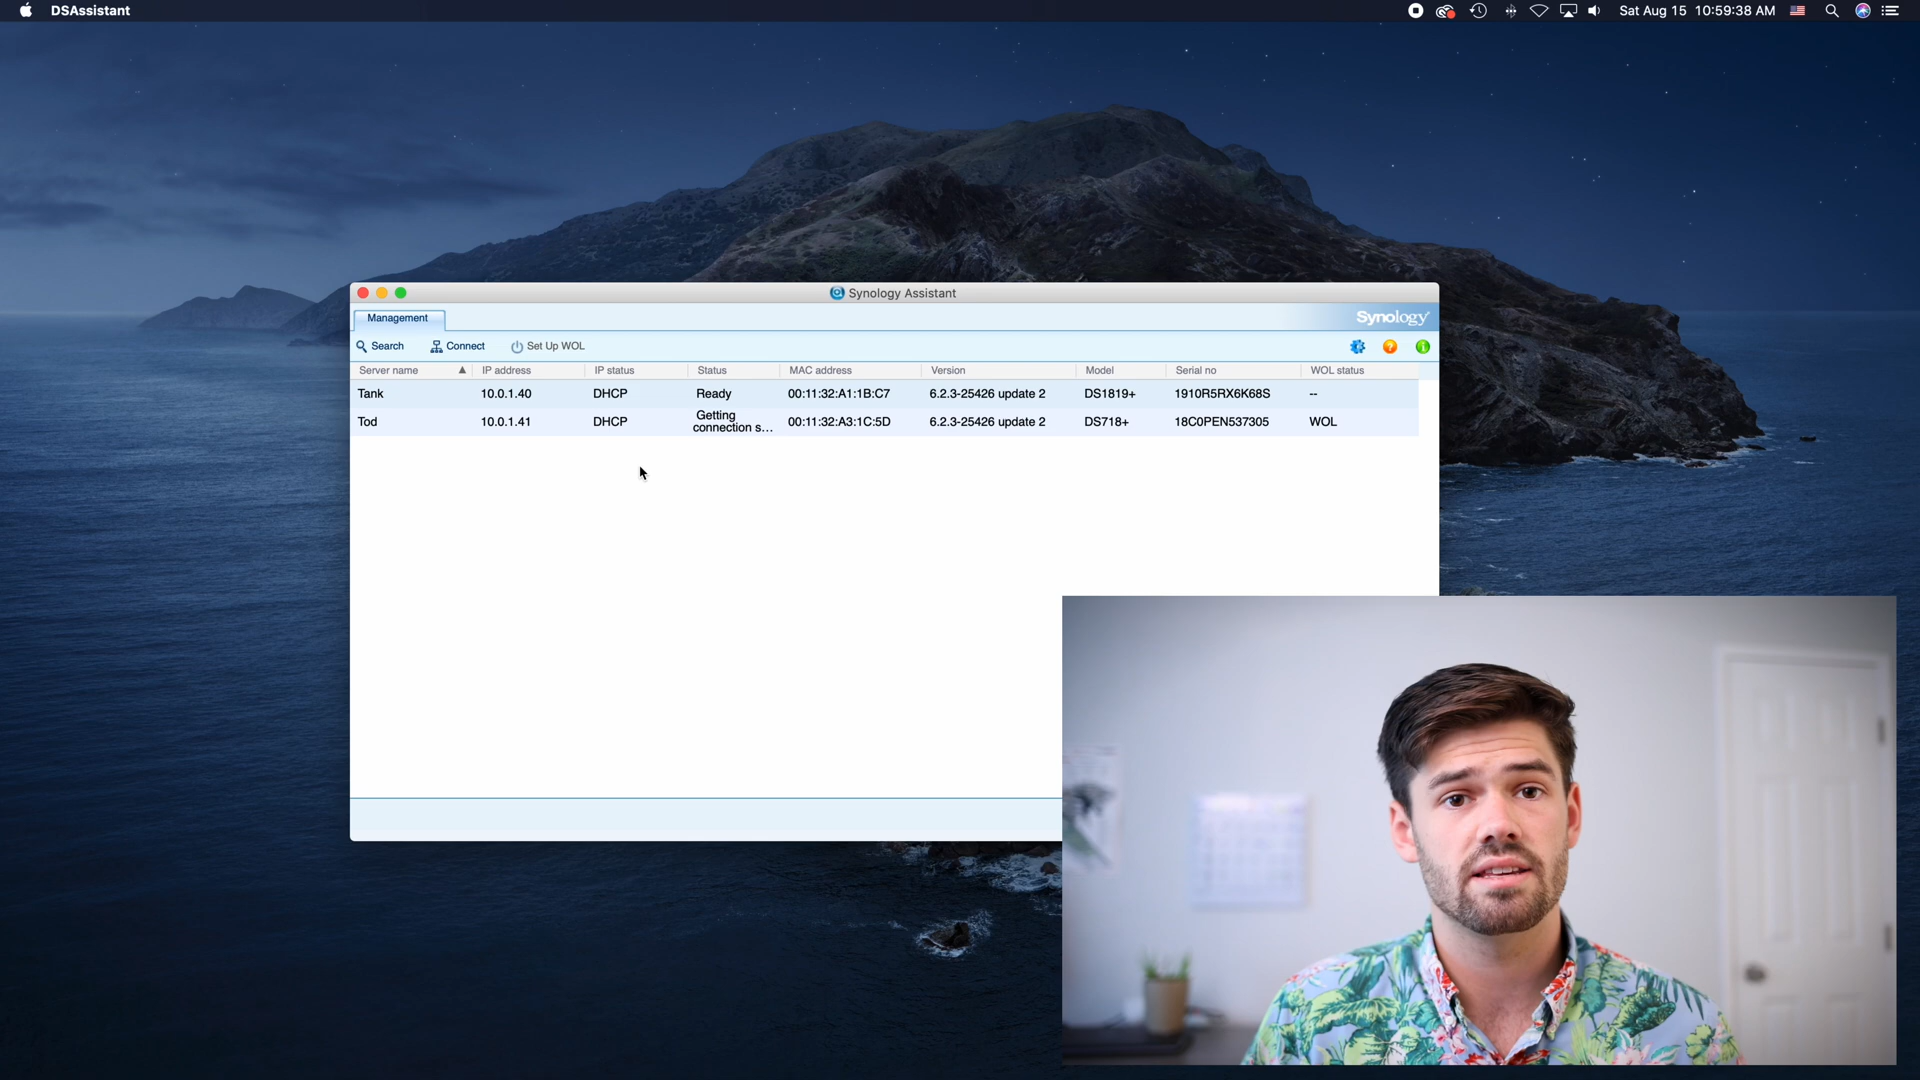 DSAssistant
Sat Aug 15 10:59:38 AM
Synology Assistant
Management
Synology
Search Connect Set Up WOL
Server name IP address IP status Status MAC address Version Model Serial no WOL status
Tank 10.0.1.40 DHCP Ready 00:11:32:A1:1B:C7 6.2.3-25426 update 2 DS1819+ 1910R5RX6K68S --
Tod 10.0.1.41 DHCP Getting connection s... 00:11:32:A3:1C:5D 6.2.3-25426 update 2 DS718+ 18C0PEN537305 WOL